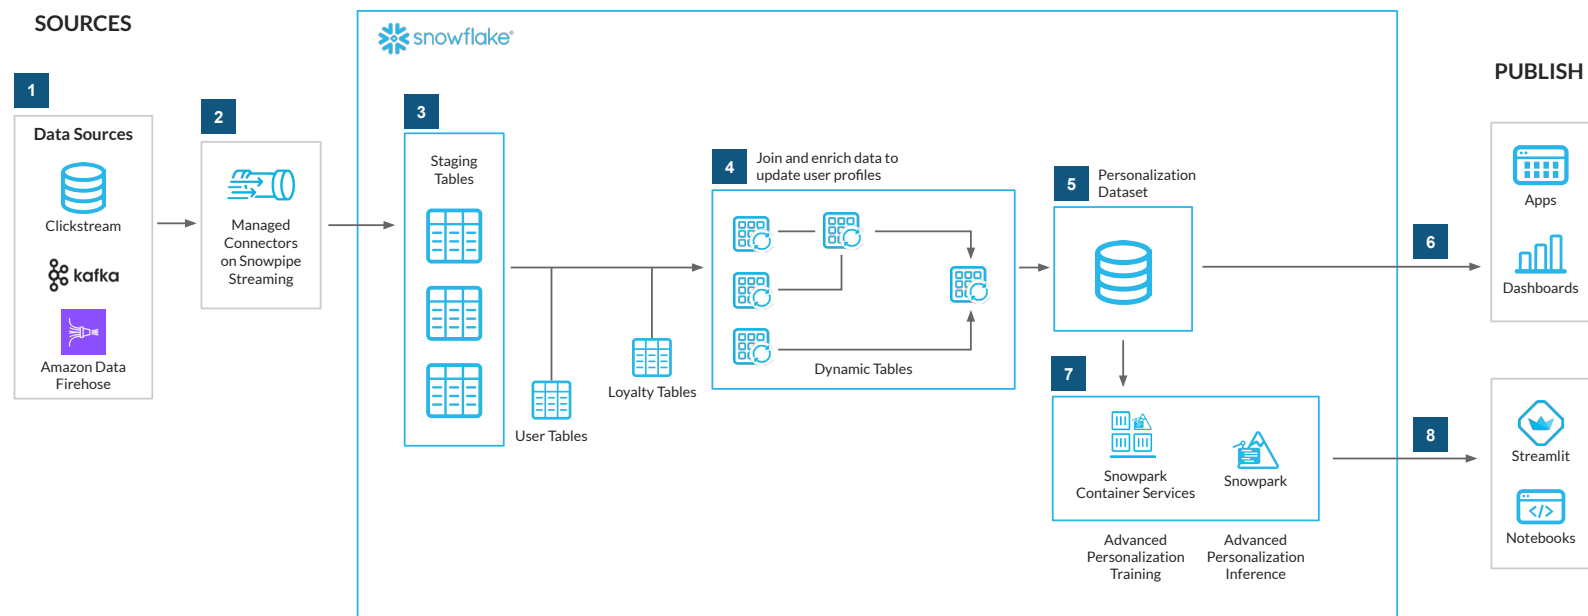 SOURCES
snowflake®
PUBLISH
1
Data Sources
Clickstream
kafka
Amazon Data
Firehose
2
Managed
Connectors
on Snowpipe
Streaming
3
Staging
Tables
User Tables
Loyalty Tables
4
Join and enrich data to
update user profiles
Dynamic Tables
5
Personalization
Dataset
6
Apps
Dashboards
7
Snowpark
Container Services
Snowpark
Advanced
Personalization
Training
Advanced
Personalization
Inference
8
Streamlit
</>
Notebooks